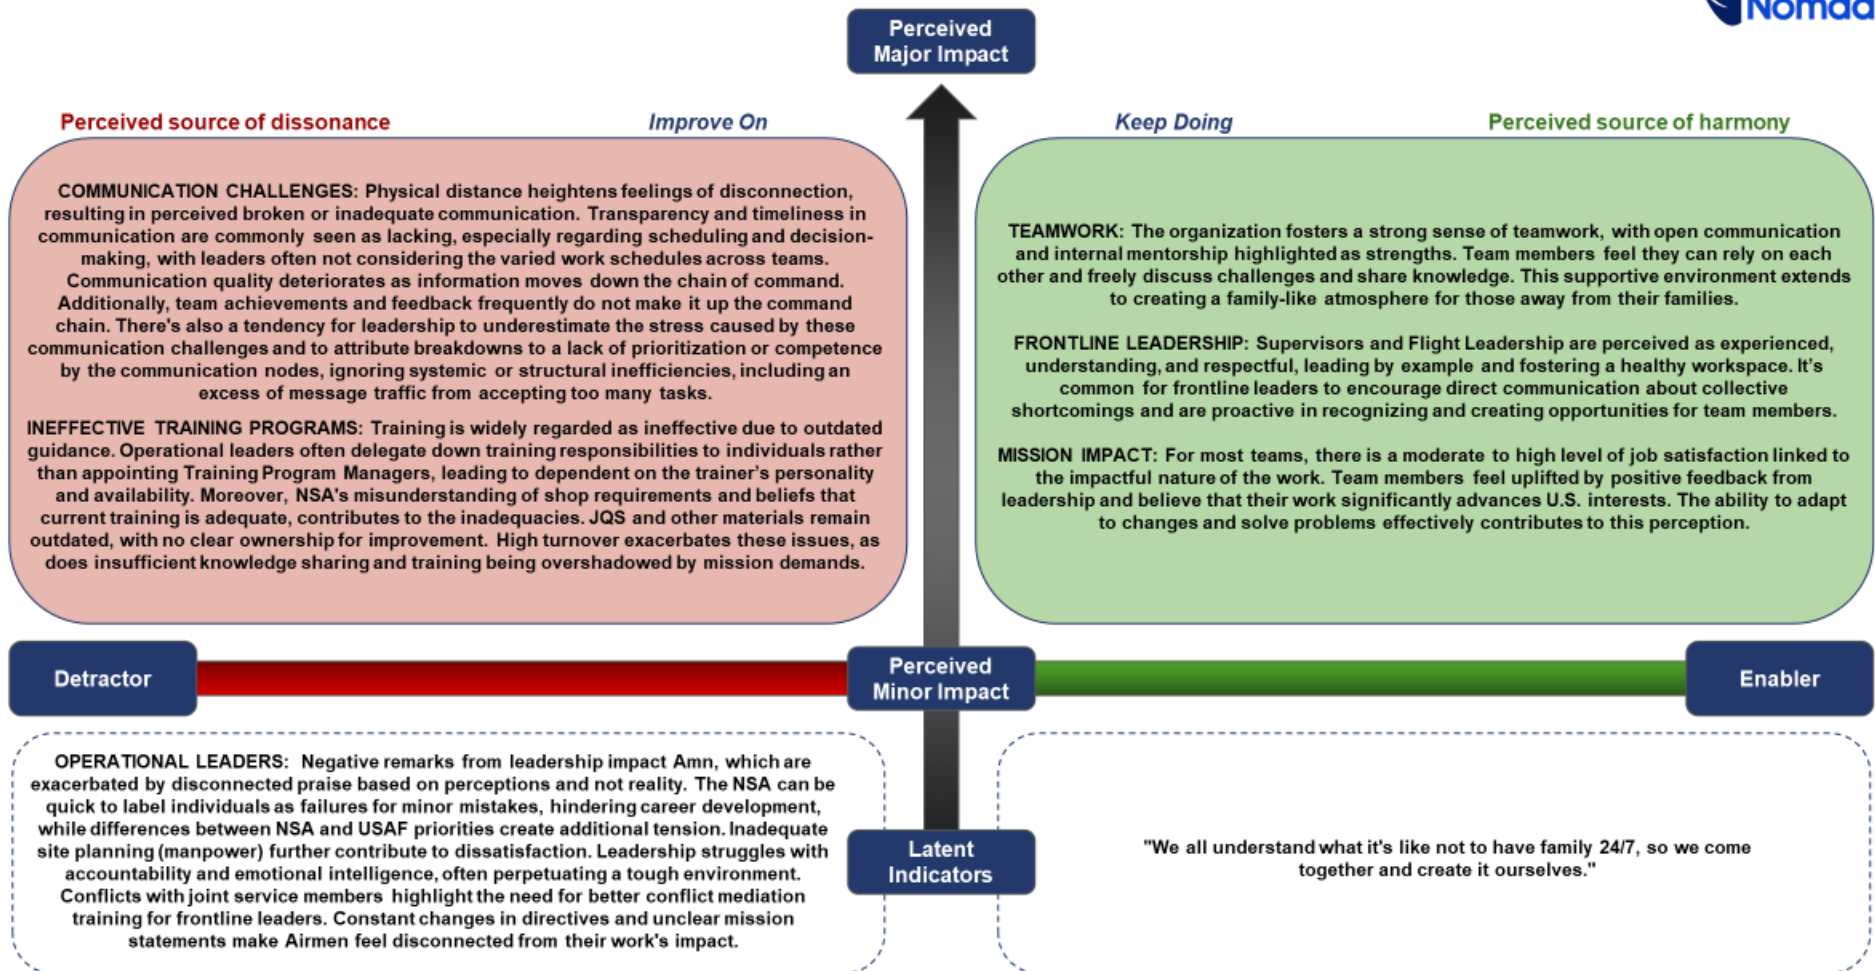 Nomad
Perceived
Major Impact
Perceived source of dissonance
Improve On
Keep Doing
Perceived source of harmony
COMMUNICATION CHALLENGES: Physical distance heightens feelings of disconnection,
resulting in perceived broken or inadequate communication. Transparency and timeliness in
communication are commonly seen as lacking, especially regarding scheduling and decision-
making, with leaders often not considering the varied work schedules across teams.
Communication quality deteriorates as information moves down the chain of command.
Additionally, team achievements and feedback frequently do not make it up the command
chain. There's also a tendency for leadership to underestimate the stress caused by these
communication challenges and to attribute breakdowns to a lack of prioritization or competence
by the communication nodes, ignoring systemic or structural inefficiencies, including an
excess of message traffic from accepting too many tasks.
INEFFECTIVE TRAINING PROGRAMS: Training is widely regarded as ineffective due to outdated
guidance. Operational leaders often delegate down training responsibilities to individuals rather
than appointing Training Program Managers, leading to dependent on the trainer's personality
and availability. Moreover, NSA's misunderstanding of shop requirements and beliefs that
current training is adequate, contributes to the inadequacies. JQS and other materials remain
outdated, with no clear ownership for improvement. High turnover exacerbates these issues, as
does insufficient knowledge sharing and training being overshadowed by mission demands.
TEAMWORK: The organization fosters a strong sense of teamwork, with open communication
and internal mentorship highlighted as strengths. Team members feel they can rely on each
other and freely discuss challenges and share knowledge. This supportive environment extends
to creating a family-like atmosphere for those away from their families.
FRONTLINE LEADERSHIP: Supervisors and Flight Leadership are perceived as experienced,
understanding, and respectful, leading by example and fostering a healthy workspace. It's
common for frontline leaders to encourage direct communication about collective
shortcomings and are proactive in recognizing and creating opportunities for team members.
MISSION IMPACT: For most teams, there is a moderate to high level of job satisfaction linked to
the impactful nature of the work. Team members feel uplifted by positive feedback from
leadership and believe that their work significantly advances U.S. interests. The ability to adapt
to changes and solve problems effectively contributes to this perception.
Detractor
Perceived
Minor Impact
Enabler
OPERATIONAL LEADERS: Negative remarks from leadership impact Amn, which are
exacerbated by disconnected praise based on perceptions and not reality. The NSA can be
quick to label individuals as failures for minor mistakes, hindering career development,
while differences between NSA and USAF priorities create additional tension. Inadequate
site planning (manpower) further contribute to dissatisfaction. Leadership struggles with
accountability and emotional intelligence, often perpetuating a tough environment.
Conflicts with joint service members highlight the need for better conflict mediation
training for frontline leaders. Constant changes in directives and unclear mission
statements make Airmen feel disconnected from their work's impact.
Latent
Indicators
"We all understand what it's like not to have family 24/7, so we come
together and create it ourselves."